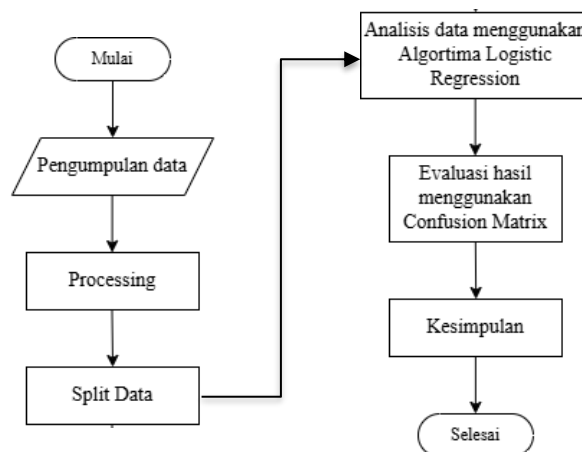 Mulai
Pengumpulan data
Processing
Split Data
Analisis data menggunakan
Algortima Logistic
Regression
Evaluasi hasil
menggunakan
Confusion Matrix
Kesimpulan
Selesai